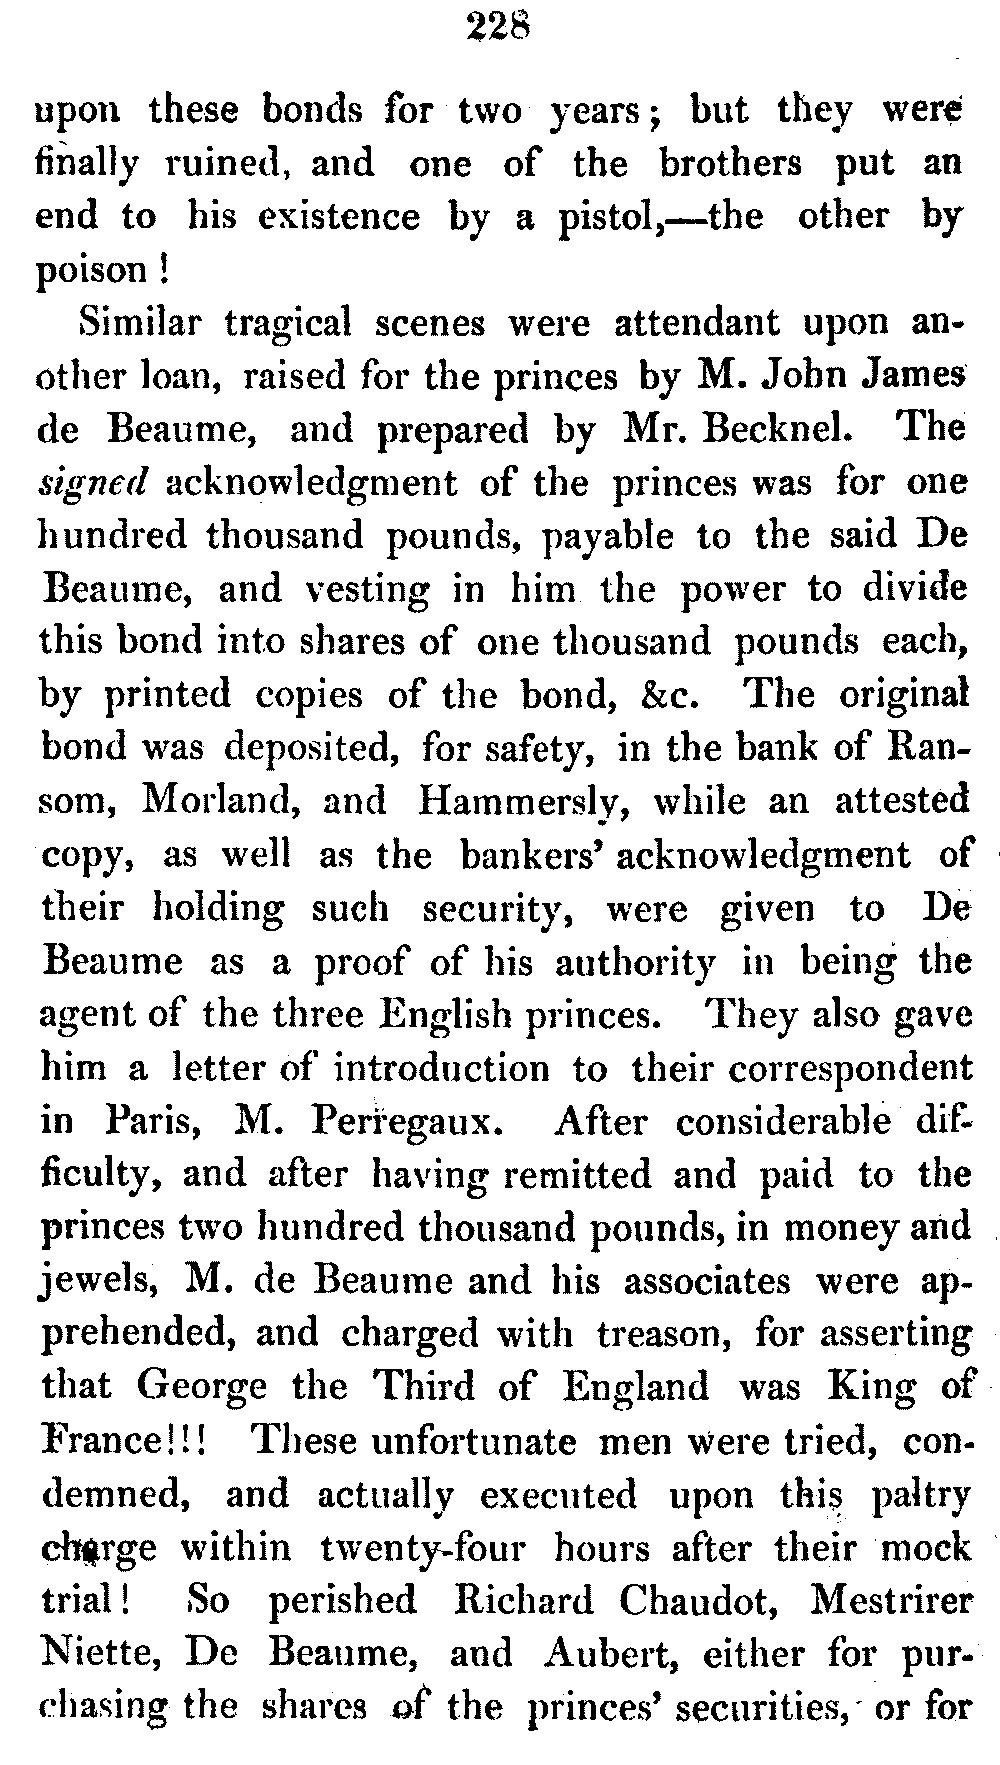 228
upon these bonds for two years; but they were
finally ruined, and one of the brothers put an
end to his existence by a pistol,—the other by
poison !
Similar tragical scenes were attendant upon an-
other loan, raised for the princes by M. John James
de Beaume, and prepared by Mr. Becknel. The
signed acknowledgment of the princes was for one
hundred thousand pounds, payable to the said De
Beaume, and vesting in him the power to divide
this bond into shares of one thousand pounds each,
by printed copies of the bond, &c. The original
bond was deposited, for safety, in the bank of Ran-
som, Morland, and Hammersly, while an attested
copy, as well as the bankers' acknowledgment of
their holding such security, were given to De
Beaume as a proof of his authority in being the
agent of the three English princes. They also gave
him a letter of introduction to their correspondent
in Paris, M. Perregaux. After considerable dif-
ficulty, and after having remitted and paid to the
princes two hundred thousand pounds, in money and
jewels, M. de Beaume and his associates were ap-
prehended, and charged with treason, for asserting
that George the Third of England was King of
France!!! These unfortunate men were tried, con-
demned, and actually executed upon this paltry
charge within twenty-four hours after their mock
trial! So perished Richard Chaudot, Mestrirer
Niette, De Beaume, and Aubert, either for pur-
chasing the shares of the princes' securities, or for